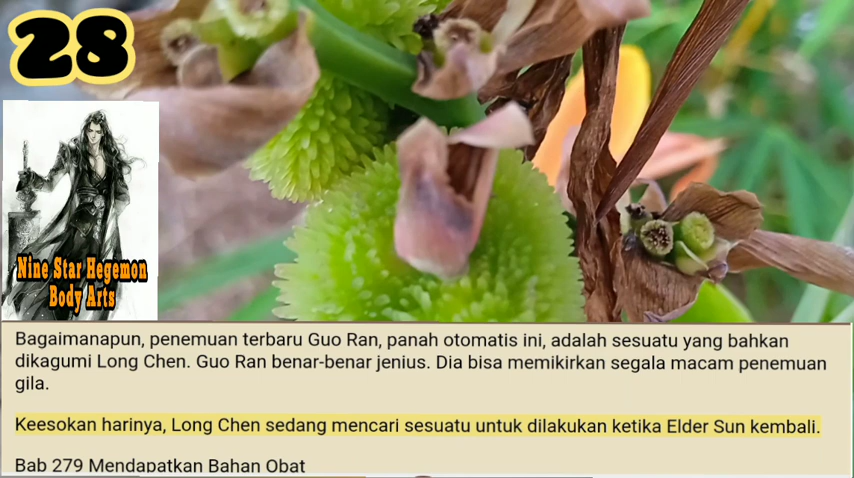 28
Nine Star Hegemon
Body Arts
Bagaimanapun, penemuan terbaru Guo Ran, panah otomatis ini, adalah sesuatu yang bahkan
dikagumi Long Chen. Guo Ran benar-benar jenius. Dia bisa memikirkan segala macam penemuan
gila.
Keesokan harinya, Long Chen sedang mencari sesuatu untuk dilakukan ketika Elder Sun kembali.
Bab 279 Mendapatkan Bahan Obat